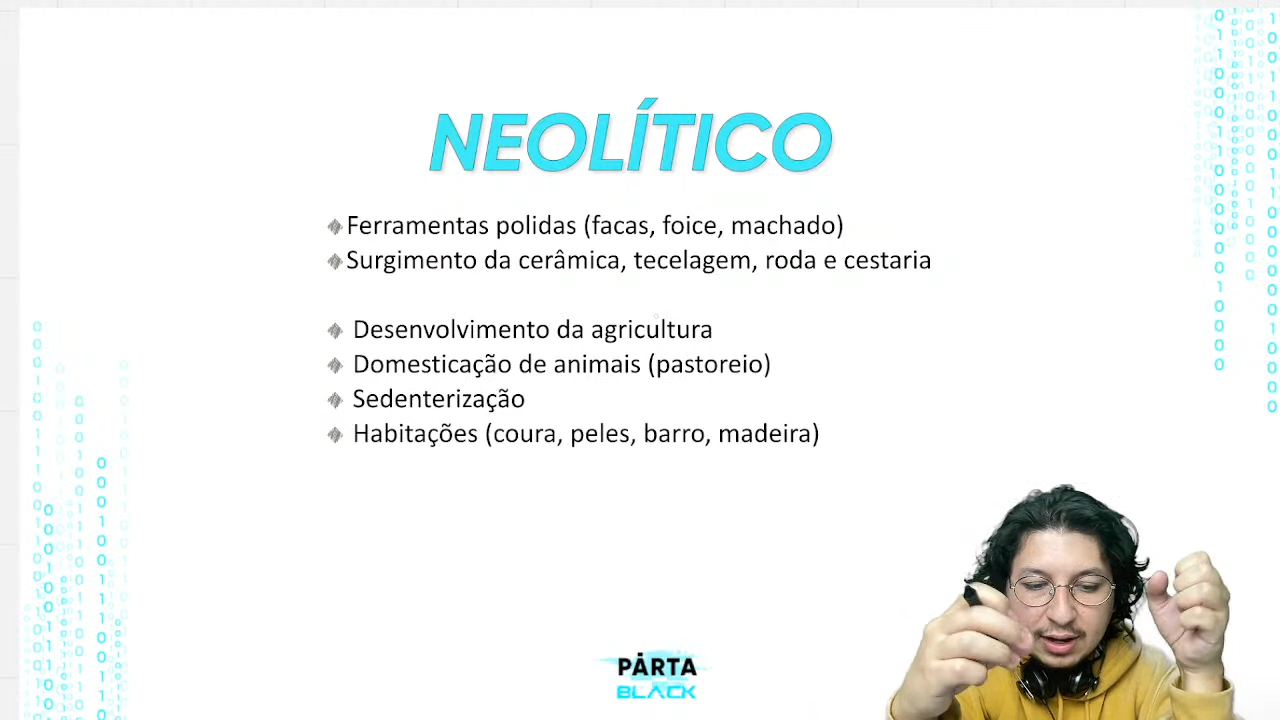 NEOLÍTICO
Ferramentas polidas (facas, foice, machado)
Surgimento da cerâmica, tecelagem, roda e cestaria
Desenvolvimento da agricultura
Domesticação de animais (pastoreio)
Sedenterização
Habitações (coura, peles, barro, madeira)
PÅRTA
BLACK